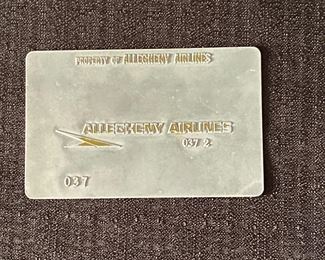 PROPERTY OF ALLEGHENY AIRLINES
ALLEGHENY AIRLINES
037 2
037